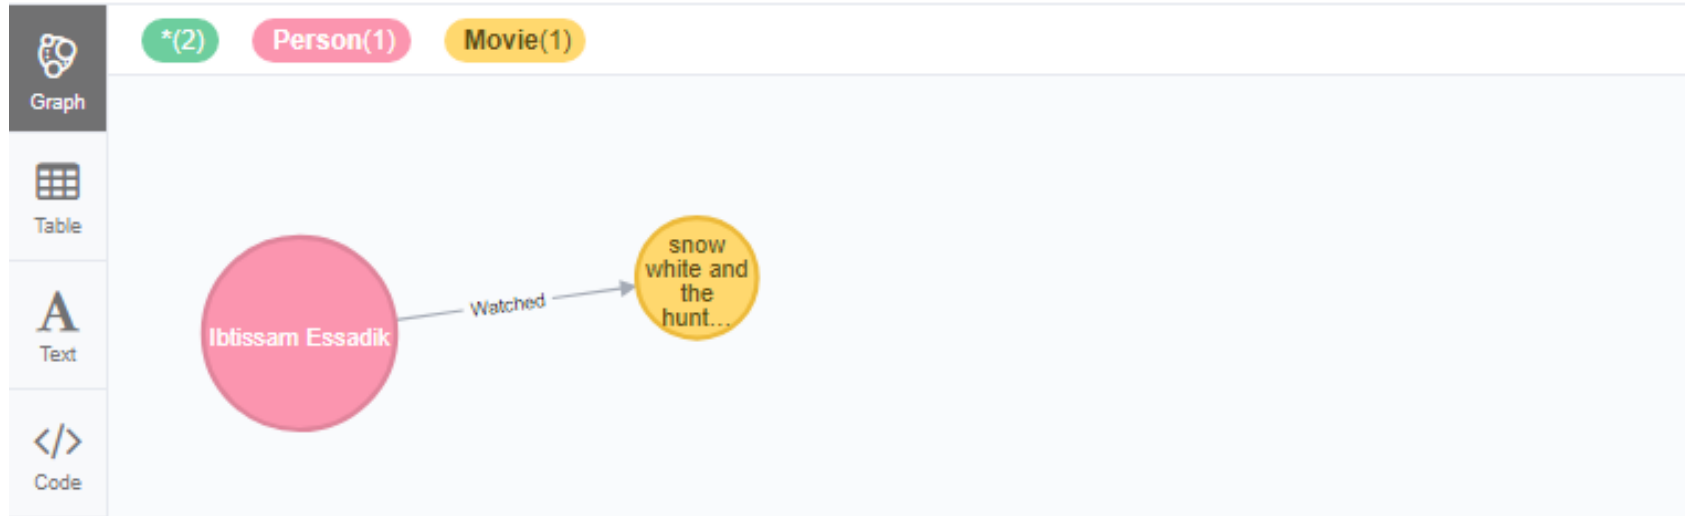 *(2) Person(1) Movie(1)
Graph
Table
Text
Code
Ibtissam Essadik
Watched
snow
white and
the
hunt...